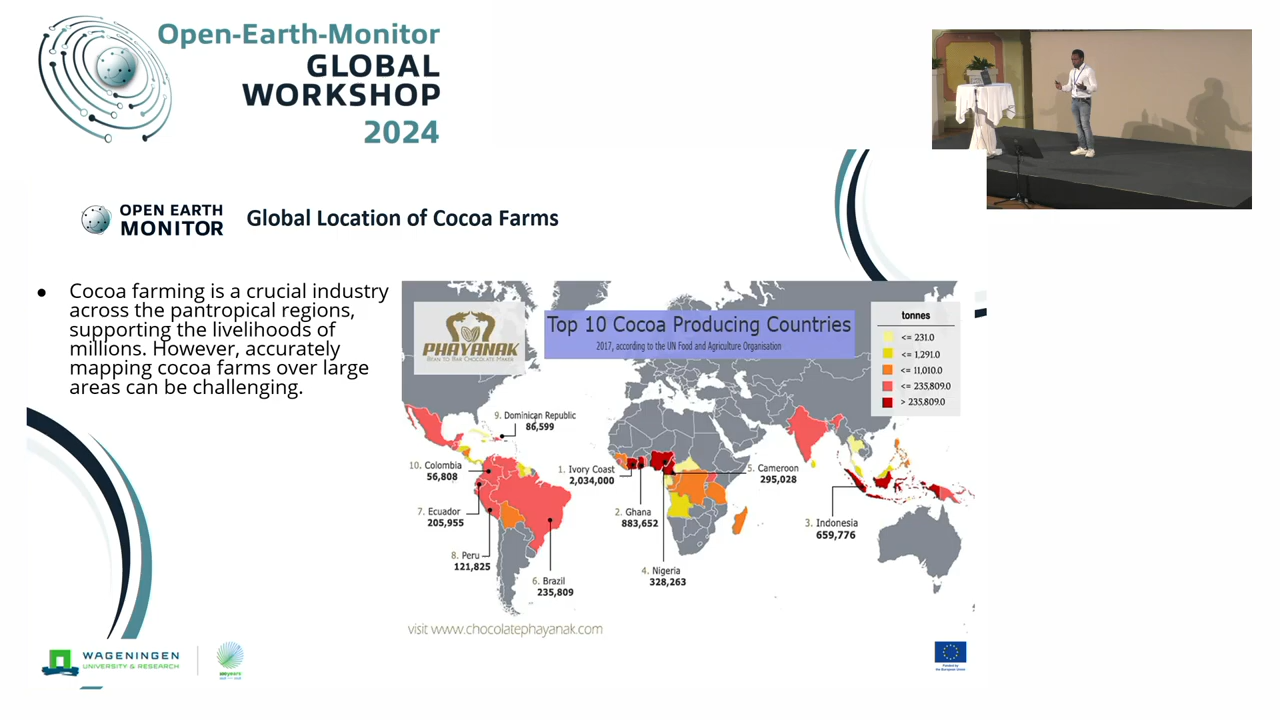 Open-Earth-Monitor
GLOBAL
WORKSHOP
2024
OPEN EARTH
MONITOR
Global Location of Cocoa Farms
● Cocoa farming is a crucial industry
across the pantropical regions,
supporting the livelihoods of
millions. However, accurately
mapping cocoa farms over large
areas can be challenging.
PHAYANAK
BEAN TO BAR CHOCOLATE MAKER
Top 10 Cocoa Producing Countries
2017, according to the UN Food and Agriculture Organisation
tonnes
<= 231.0
<= 1,291.0
<= 11,010.0
<= 235,809.0
> 235,809.0
9. Dominican Republic
86,599
10. Colombia
56,808
1. Ivory Coast
2,034,000
5. Cameroon
295,028
7. Ecuador
205,955
2. Ghana
883,652
3. Indonesia
659,776
8. Peru
121,825
4. Nigeria
328,263
6. Brazil
235,809
visit www.chocolatephayanak.com
WAGENINGEN
UNIVERSITY & RESEARCH
100years
Funded by
the European Union